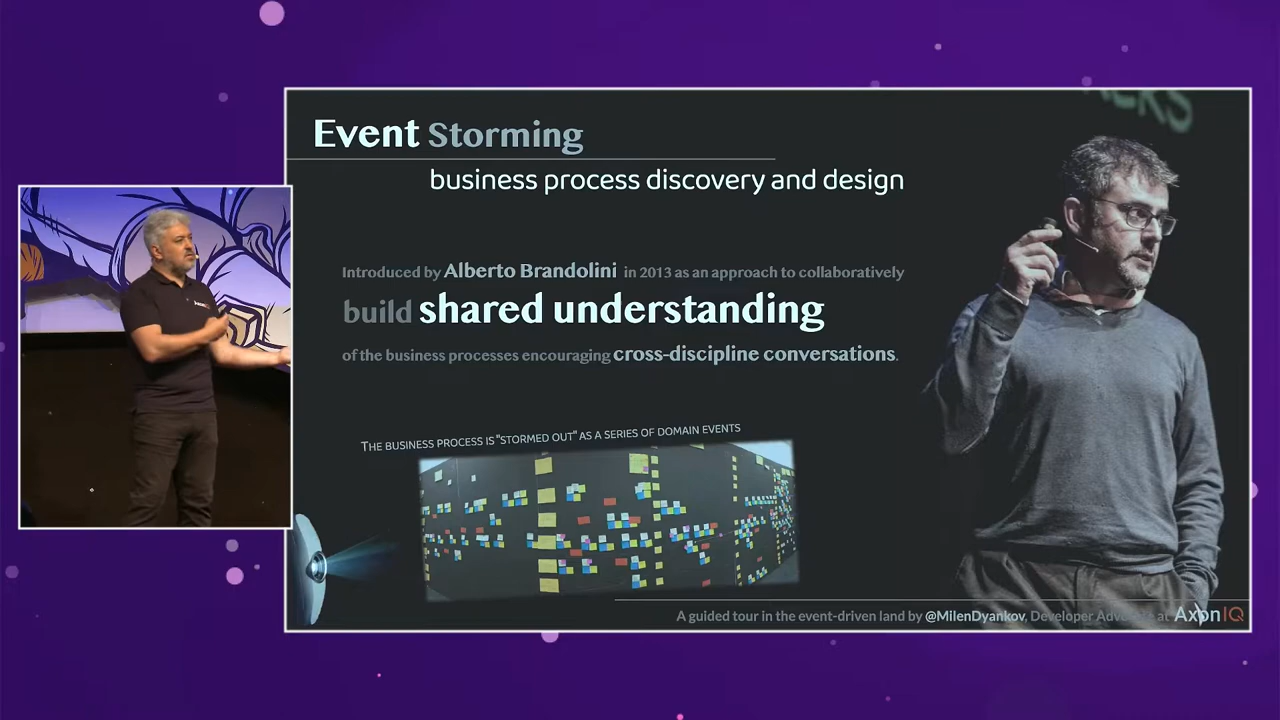 Event Storming
business process discovery and design
Introduced by Alberto Brandolini in 2013 as an approach to collaboratively
build shared understanding
of the business processes encouraging cross-discipline conversations.
THE BUSINESS PROCESS IS "STORMED OUT" AS A SERIES OF DOMAIN EVENTS
A guided tour in the event-driven land by @MilenDyankov, Developer Advocate at AxonIQ